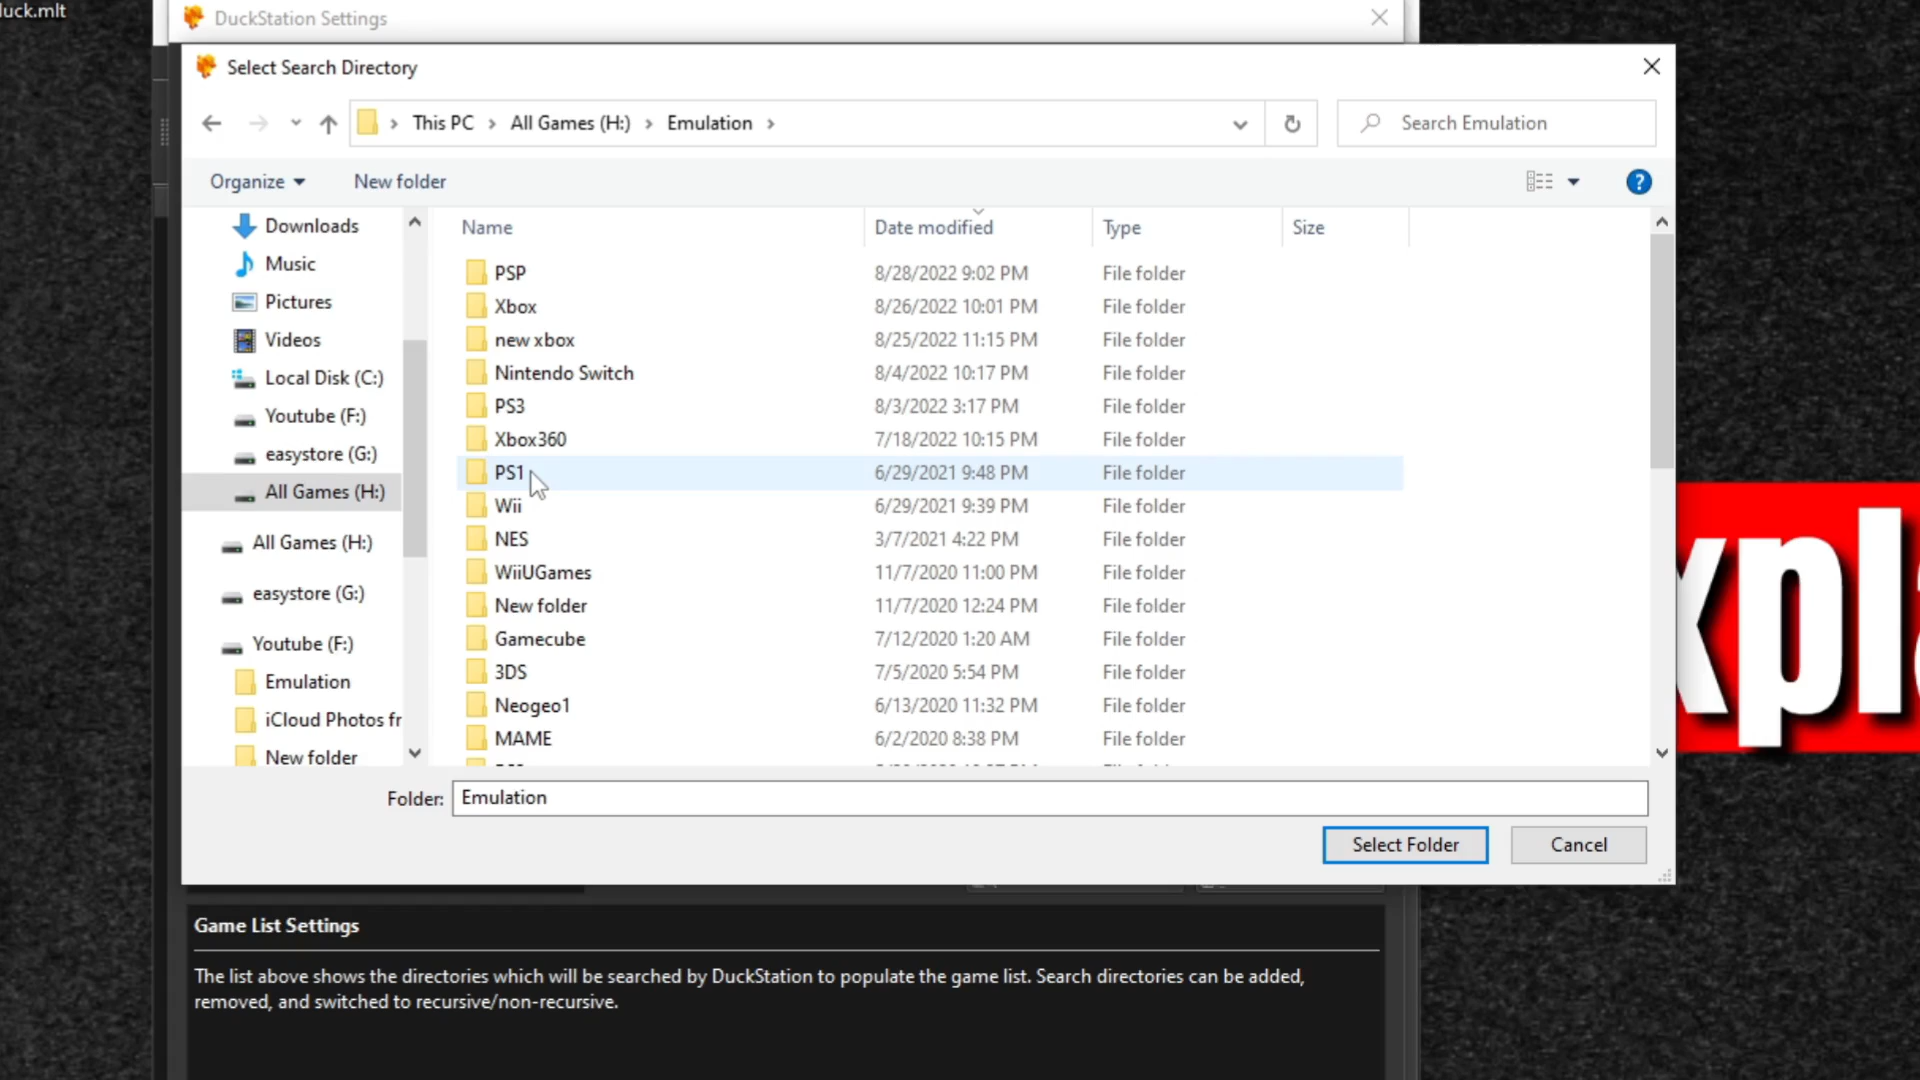 luck.mlt
DuckStation Settings
Select Search Directory
This PC
All Games (H:)
Emulation
Search Emulation
Organize
New folder
Name
Date modified
Type
Size
Downloads
Music
Pictures
Videos
Local Disk (C:)
Youtube (F:)
easystore (G:)
All Games (H:)
All Games (H:)
easystore (G:)
Youtube (F:)
Emulation
iCloud Photos fr
New folder
PSP 8/28/2022 9:02 PM File folder
Xbox 8/26/2022 10:01 PM File folder
new xbox 8/25/2022 11:15 PM File folder
Nintendo Switch 8/4/2022 10:17 PM File folder
PS3 8/3/2022 3:17 PM File folder
Xbox360 7/18/2022 10:15 PM File folder
PS1 6/29/2021 9:48 PM File folder
Wii 6/29/2021 9:39 PM File folder
NES 3/7/2021 4:22 PM File folder
WiiUGames 11/7/2020 11:00 PM File folder
New folder 11/7/2020 12:24 PM File folder
Gamecube 7/12/2020 1:20 AM File folder
3DS 7/5/2020 5:54 PM File folder
Neogeo1 6/13/2020 11:32 PM File folder
MAME 6/2/2020 8:38 PM File folder
xpla
Folder: Emulation
Select Folder
Cancel
Game List Settings
The list above shows the directories which will be searched by DuckStation to populate the game list. Search directories can be added,
removed, and switched to recursive/non-recursive.